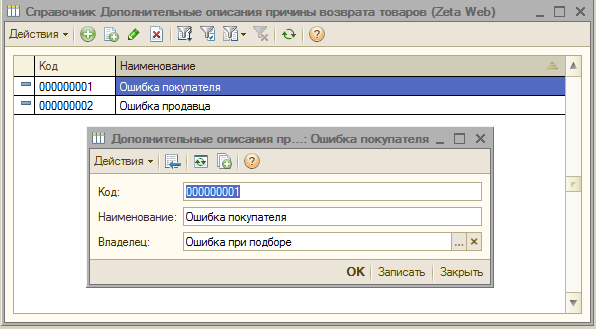 Справочник Дополнительные описания причины возврата товаров (Zeta Web)
Действия
Код Наименование
000000001 Ошибка покупателя
000000002 Ошибка продавца
Дополнительные описания пр...: Ошибка покупателя
Действия
Код: 000000001
Наименование: Ошибка покупателя
Владелец: Ошибка при подборе ...
OK Записать Закрыть